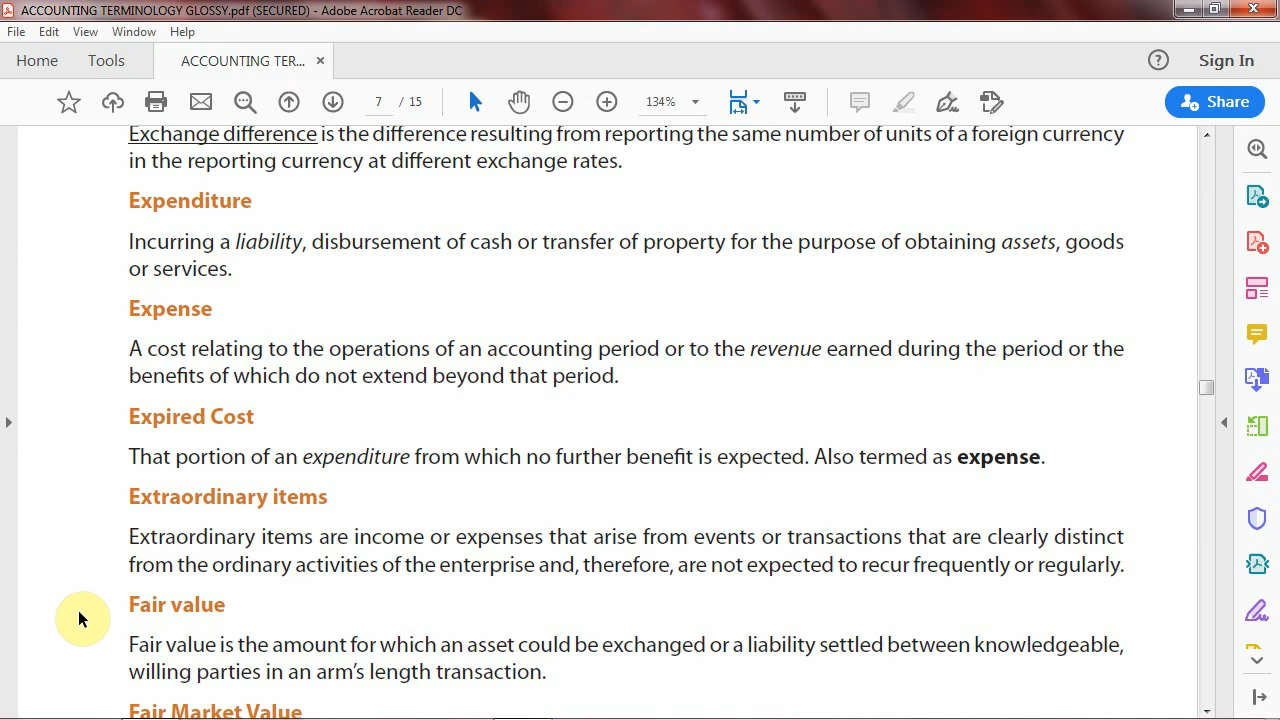 ACCOUNTING TERMINOLOGY GLOSSY.pdf (SECURED) - Adobe Acrobat Reader DC
File Edit View Window Help
Home Tools ACCOUNTING TER... × ? Sign In
7 / 15 134% Share
Exchange difference is the difference resulting from reporting the same number of units of a foreign currency
in the reporting currency at different exchange rates.
Expenditure
Incurring a liability, disbursement of cash or transfer of property for the purpose of obtaining assets, goods
or services.
Expense
A cost relating to the operations of an accounting period or to the revenue earned during the period or the
benefits of which do not extend beyond that period.
Expired Cost
That portion of an expenditure from which no further benefit is expected. Also termed as expense.
Extraordinary items
Extraordinary items are income or expenses that arise from events or transactions that are clearly distinct
from the ordinary activities of the enterprise and, therefore, are not expected to recur frequently or regularly.
Fair value
Fair value is the amount for which an asset could be exchanged or a liability settled between knowledgeable,
willing parties in an arm's length transaction.
Fair Market Value